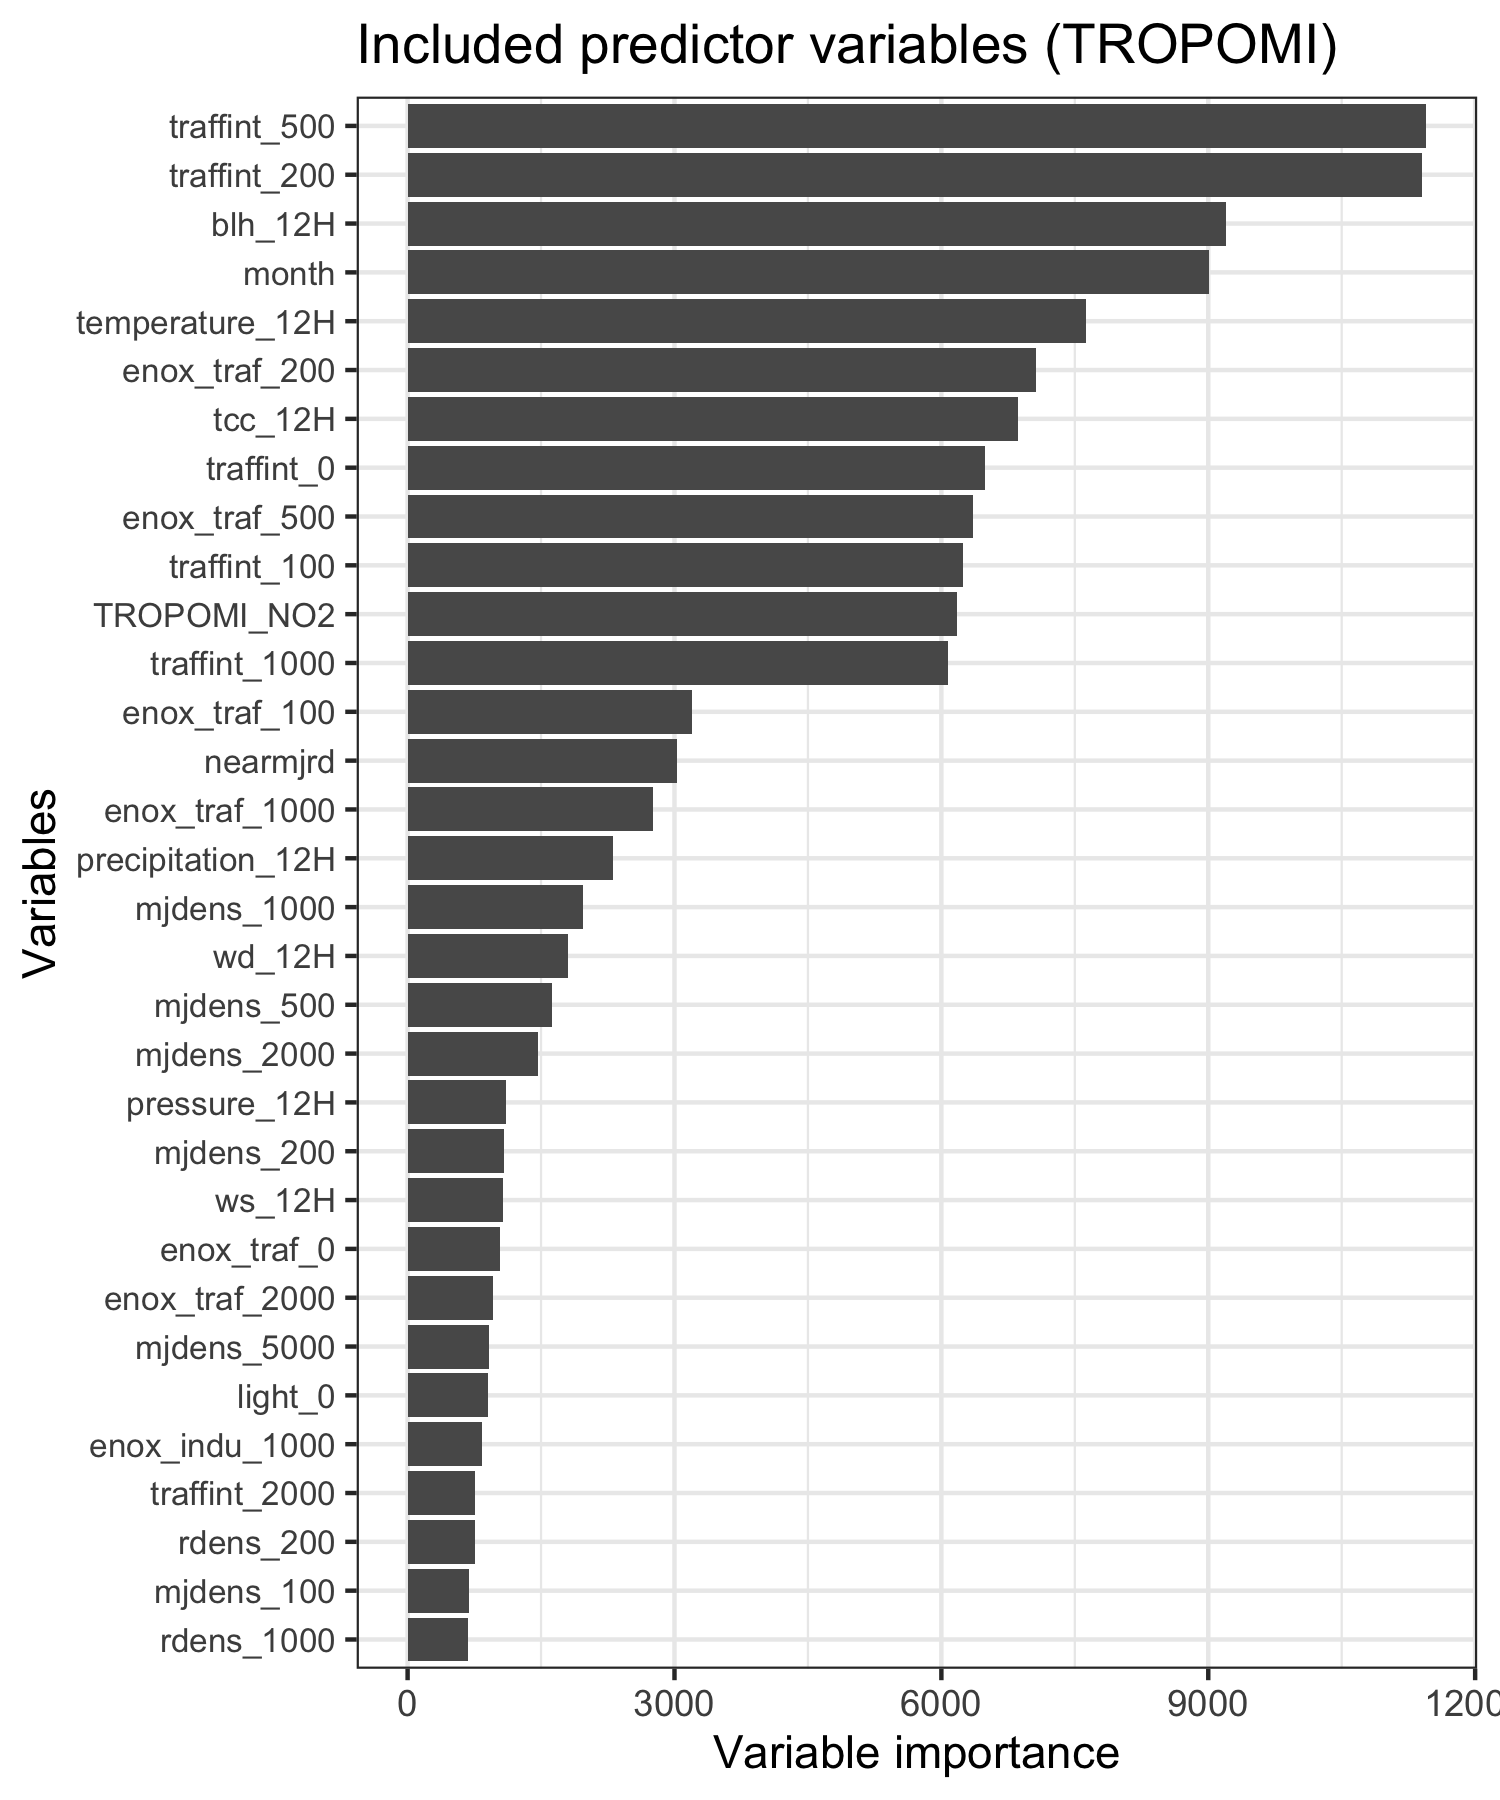 Included predictor variables (TROPOMI)
traffint_500
traffint_200
blh_12H
month
temperature_12H
enox_traf_200
tcc_12H
traffint_0
enox_traf_500
traffint_100
TROPOMI_NO2
traffint_1000
enox_traf_100
nearmjrd
enox_traf_1000
precipitation_12H
mjdens_1000
wd_12H
mjdens_500
mjdens_2000
pressure_12H
mjdens_200
ws_12H
enox_traf_0
enox_traf_2000
mjdens_5000
light_0
enox_indu_1000
traffint_2000
rdens_200
mjdens_100
rdens_1000
Variables
0 3000 6000 9000 1200
Variable importance